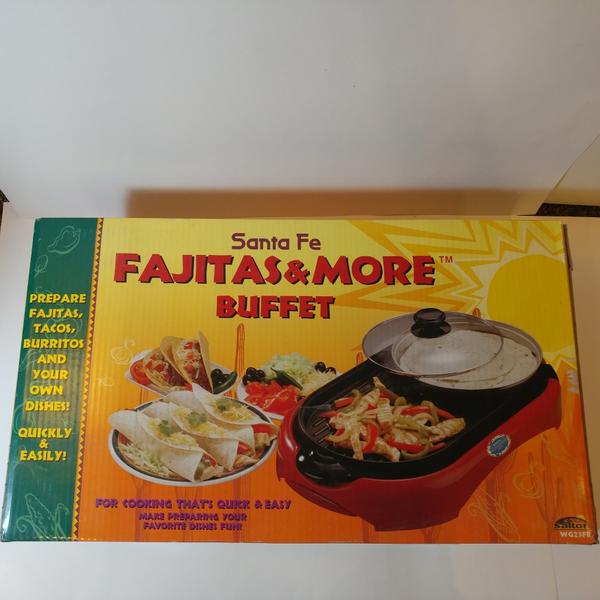 Santa Fe
FAJITAS & MORE™
BUFFET
PREPARE
FAJITAS,
TACOS,
BURRITOS
AND
YOUR
OWN
DISHES!
QUICKLY
&
EASILY!
FOR COOKING THAT'S QUICK & EASY
MAKE PREPARING YOUR
FAVORITE DISHES FUN!
salton